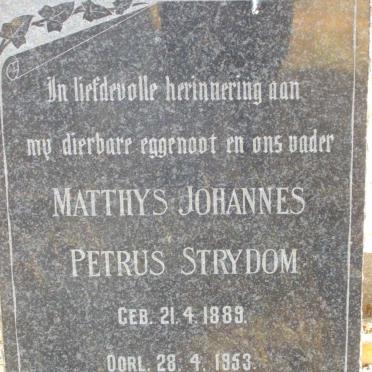 In liefdevolle herinnering aan
my dierbare eggenoot en ons vader
MATTHYS JOHANNES
PETRUS STRYDOM
GEB. 21. 4. 1889.
OORL. 28. 4. 1953.